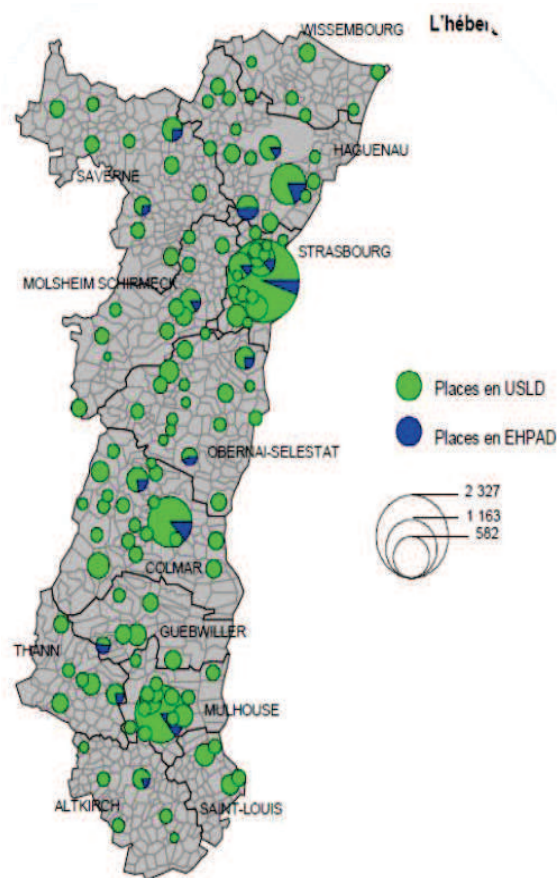 WISSEMBOURG
L'héber
HAGUENAU
SAVERNE
STRASBOURG
MOLSHEIM SCHIRMECK
Places en USLD
Places en EHPAD
OBERNAI-SELESTAT
2 327
1 163
582
COLMAR
GUEBWILLER
THANN
MULHOUSE
ALTKIRCH
SAINT-LOUIS